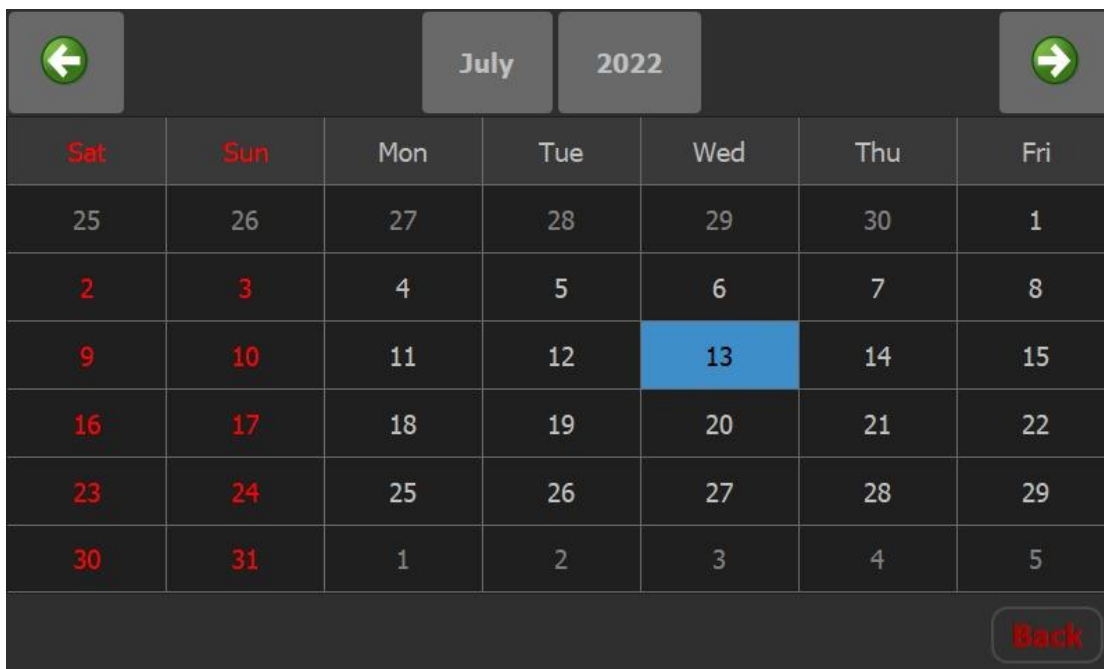 July 2022
Sat Sun Mon Tue Wed Thu Fri
25 26 27 28 29 30 1
2 3 4 5 6 7 8
9 10 11 12 13 14 15
16 17 18 19 20 21 22
23 24 25 26 27 28 29
30 31 1 2 3 4 5
Back